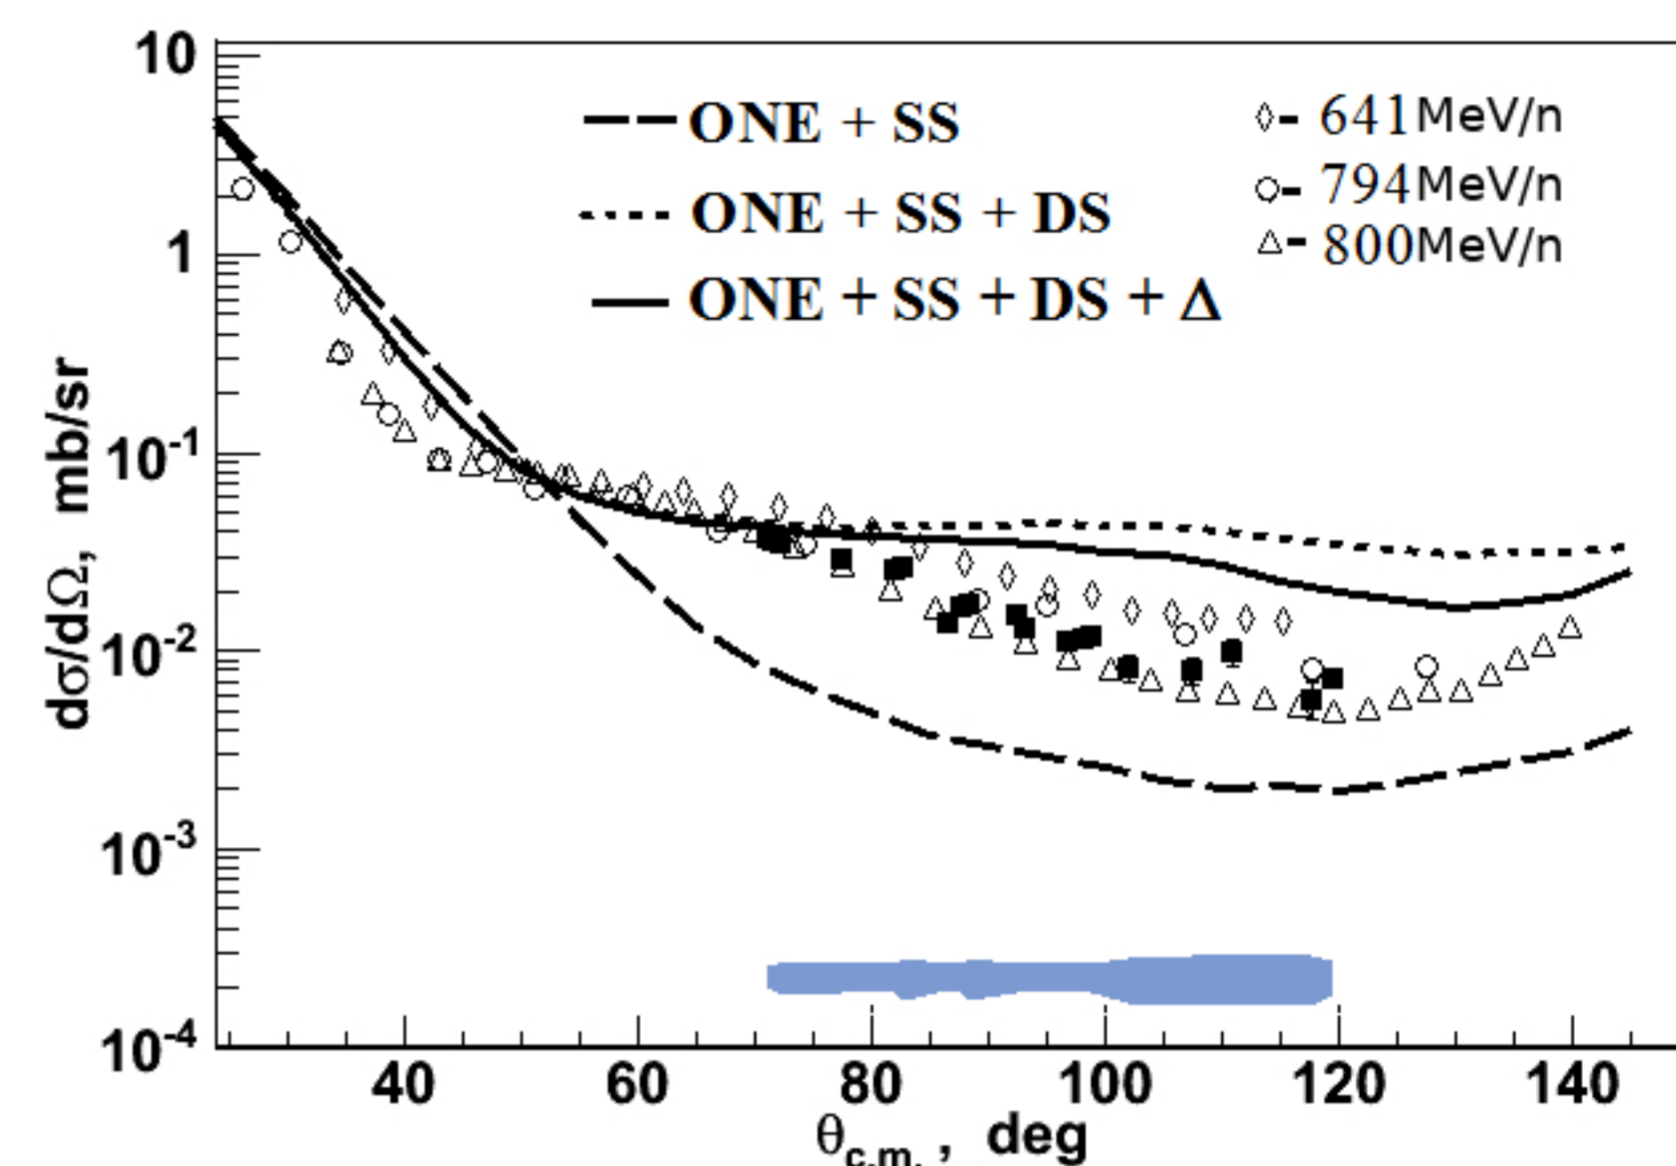 10
1
10-1
10-2
10-3
10-4
dσ/dΩ, mb/sr
ONE + SS
ONE + SS + DS
ONE + SS + DS + Δ
641MeV/n
794MeV/n
800MeV/n
40 60 80 100 120 140
θc.m. , deg